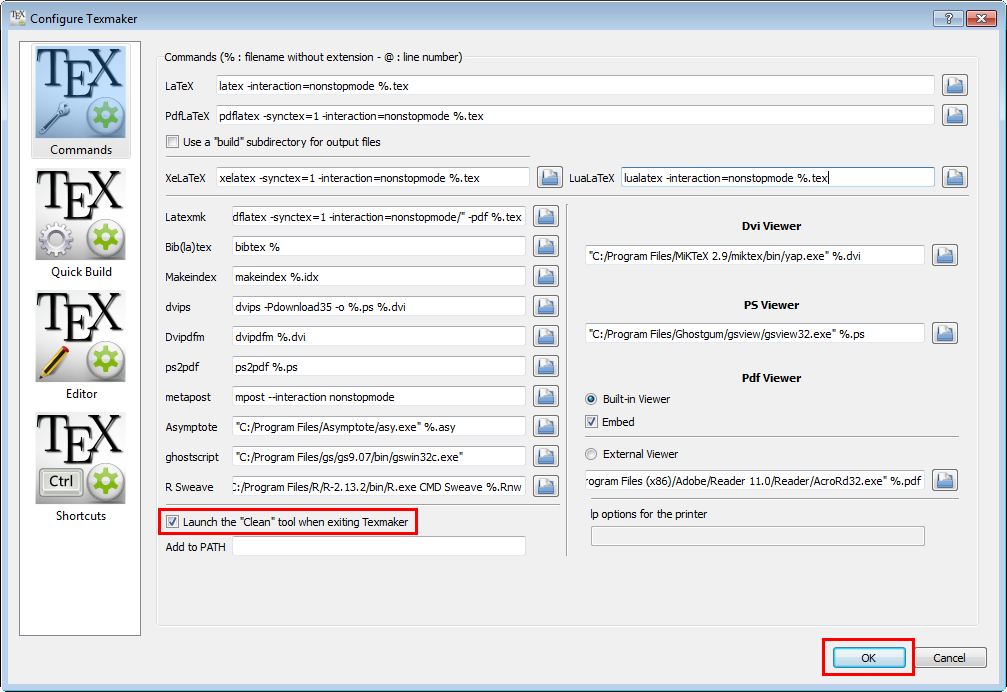 TEX Configure Texmaker
TEX
Commands
TEX
Quick Build
TEX
Editor
TEX
Ctrl
Shortcuts
Commands (% : filename without extension - @ : line number)
LaTeX latex -interaction=nonstopmode %.tex
PdfLaTeX pdflatex -synctex=1 -interaction=nonstopmode %.tex
Use a "build" subdirectory for output files
XeLaTeX xelatex -synctex=1 -interaction=nonstopmode %.tex LuaLaTeX lualatex -interaction=nonstopmode %.tex
Latexmk dflatex -synctex=1 -interaction=nonstopmode/" -pdf %.tex
Bib(la)tex bibtex %
Makeindex makeindex %.idx
dvips dvips -Pdownload35 -o %.ps %.dvi
Dvipdfm dvipdfm %.dvi
ps2pdf ps2pdf %.ps
metapost mpost --interaction nonstopmode
Asymptote "C:/Program Files/Asymptote/asy.exe" %.asy
ghostscript "C:/Program Files/gs/gs9.07/bin/gswin32c.exe"
R Sweave C:/Program Files/R/R-2.13.2/bin/R.exe CMD Sweave %.Rnw
Launch the "Clean" tool when exiting Texmaker
Add to PATH
Dvi Viewer
"C:/Program Files/MiKTeX 2.9/miktex/bin/yap.exe" %.dvi
PS Viewer
"C:/Program Files/Ghostgum/gsview/gsview32.exe" %.ps
Pdf Viewer
Built-in Viewer
Embed
External Viewer
rogram Files (x86)/Adobe/Reader 11.0/Reader/AcroRd32.exe" %.pdf
lp options for the printer
OK Cancel